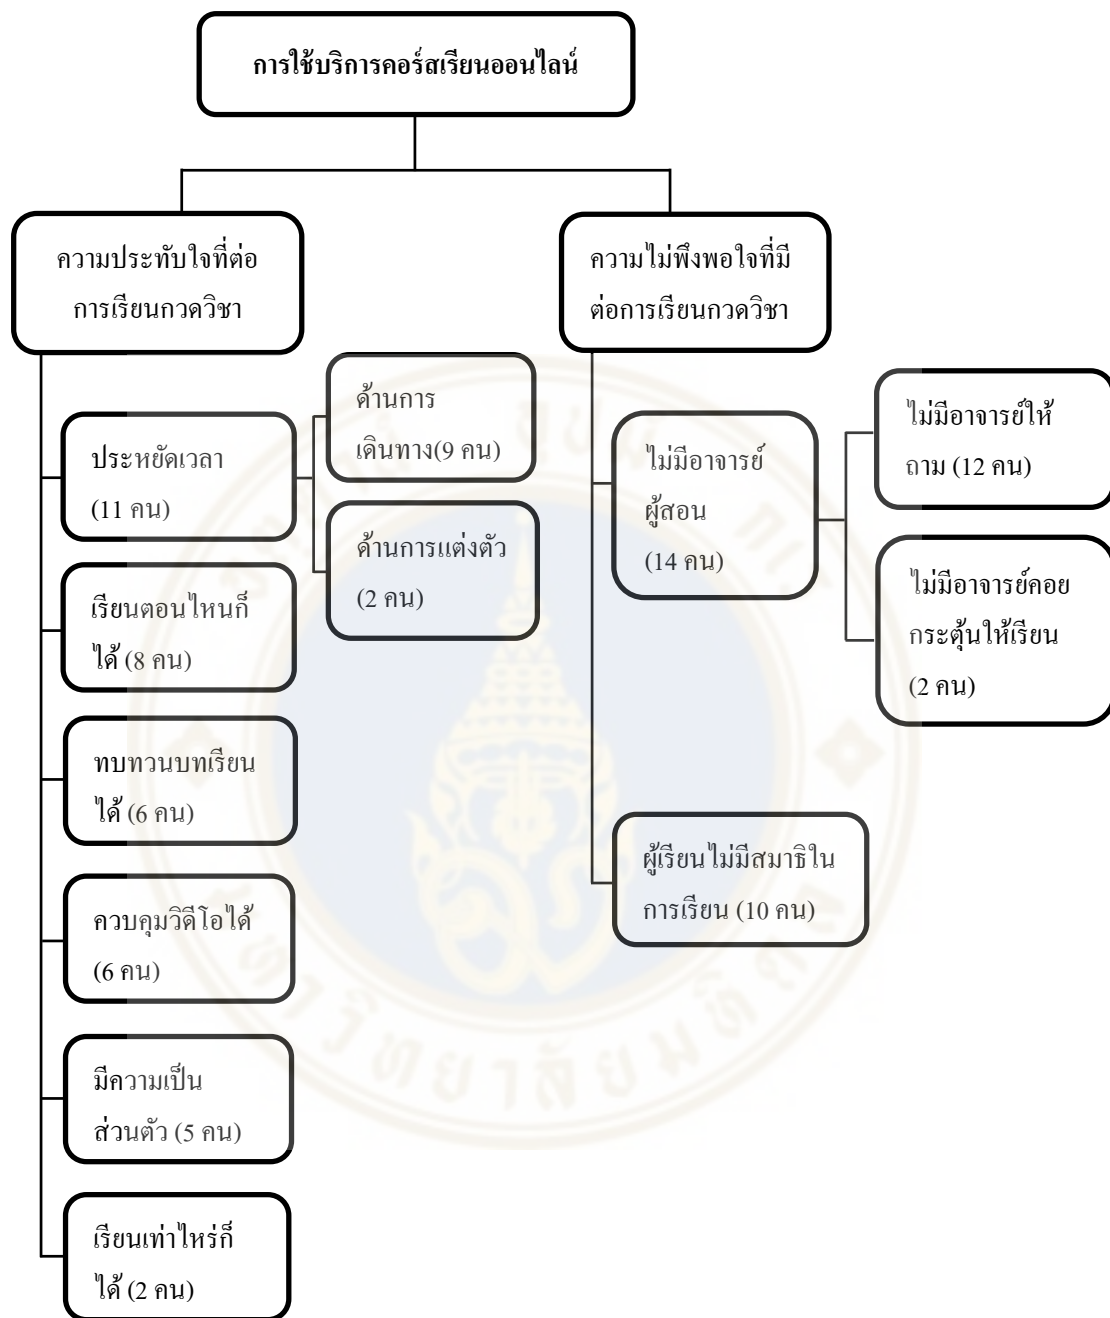 การใช้บริการคอร์สเรียนออนไลน์
ความประทับใจที่ต่อ
การเรียนกวดวิชา
ประหยัดเวลา
(11 คน)
ด้านการ
เดินทาง(9 คน)
ด้านการแต่งตัว
(2 คน)
เรียนตอนไหนก็
ได้ (8 คน)
ทบทวนบทเรียน
ได้ (6 คน)
ควบคุมวิดีโอได้
(6 คน)
มีความเป็น
ส่วนตัว (5 คน)
เรียนเท่าไหร่ก็
ได้ (2 คน)
ความไม่พึงพอใจที่มี
ต่อการเรียนกวดวิชา
ไม่มีอาจารย์
ผู้สอน
(14 คน)
ไม่มีอาจารย์ให้
ถาม (12 คน)
ไม่มีอาจารย์คอย
กระตุ้นให้เรียน
(2 คน)
ผู้เรียนไม่มีสมาธิใน
การเรียน (10 คน)